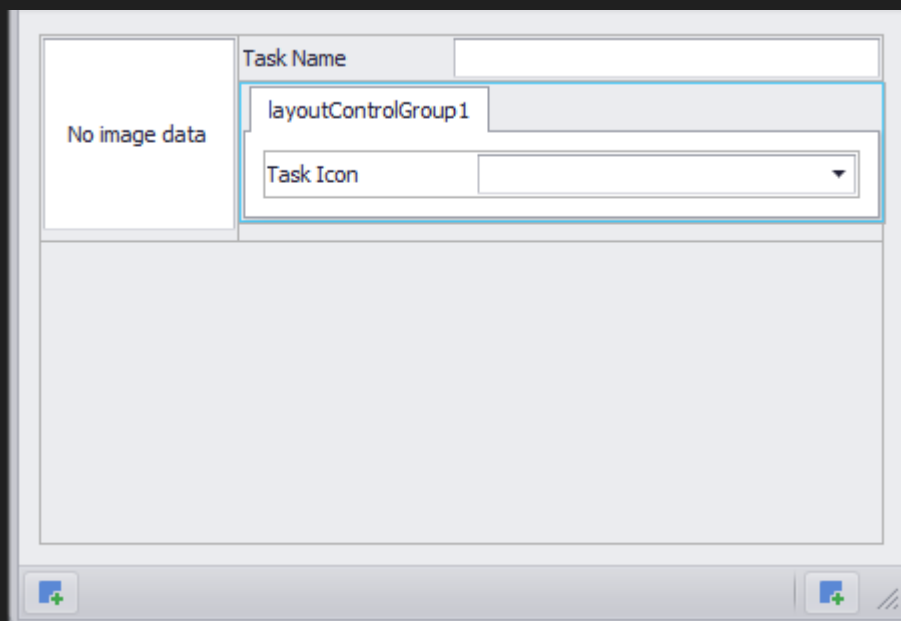 Task Name
layoutControlGroup1
No image data
Task Icon